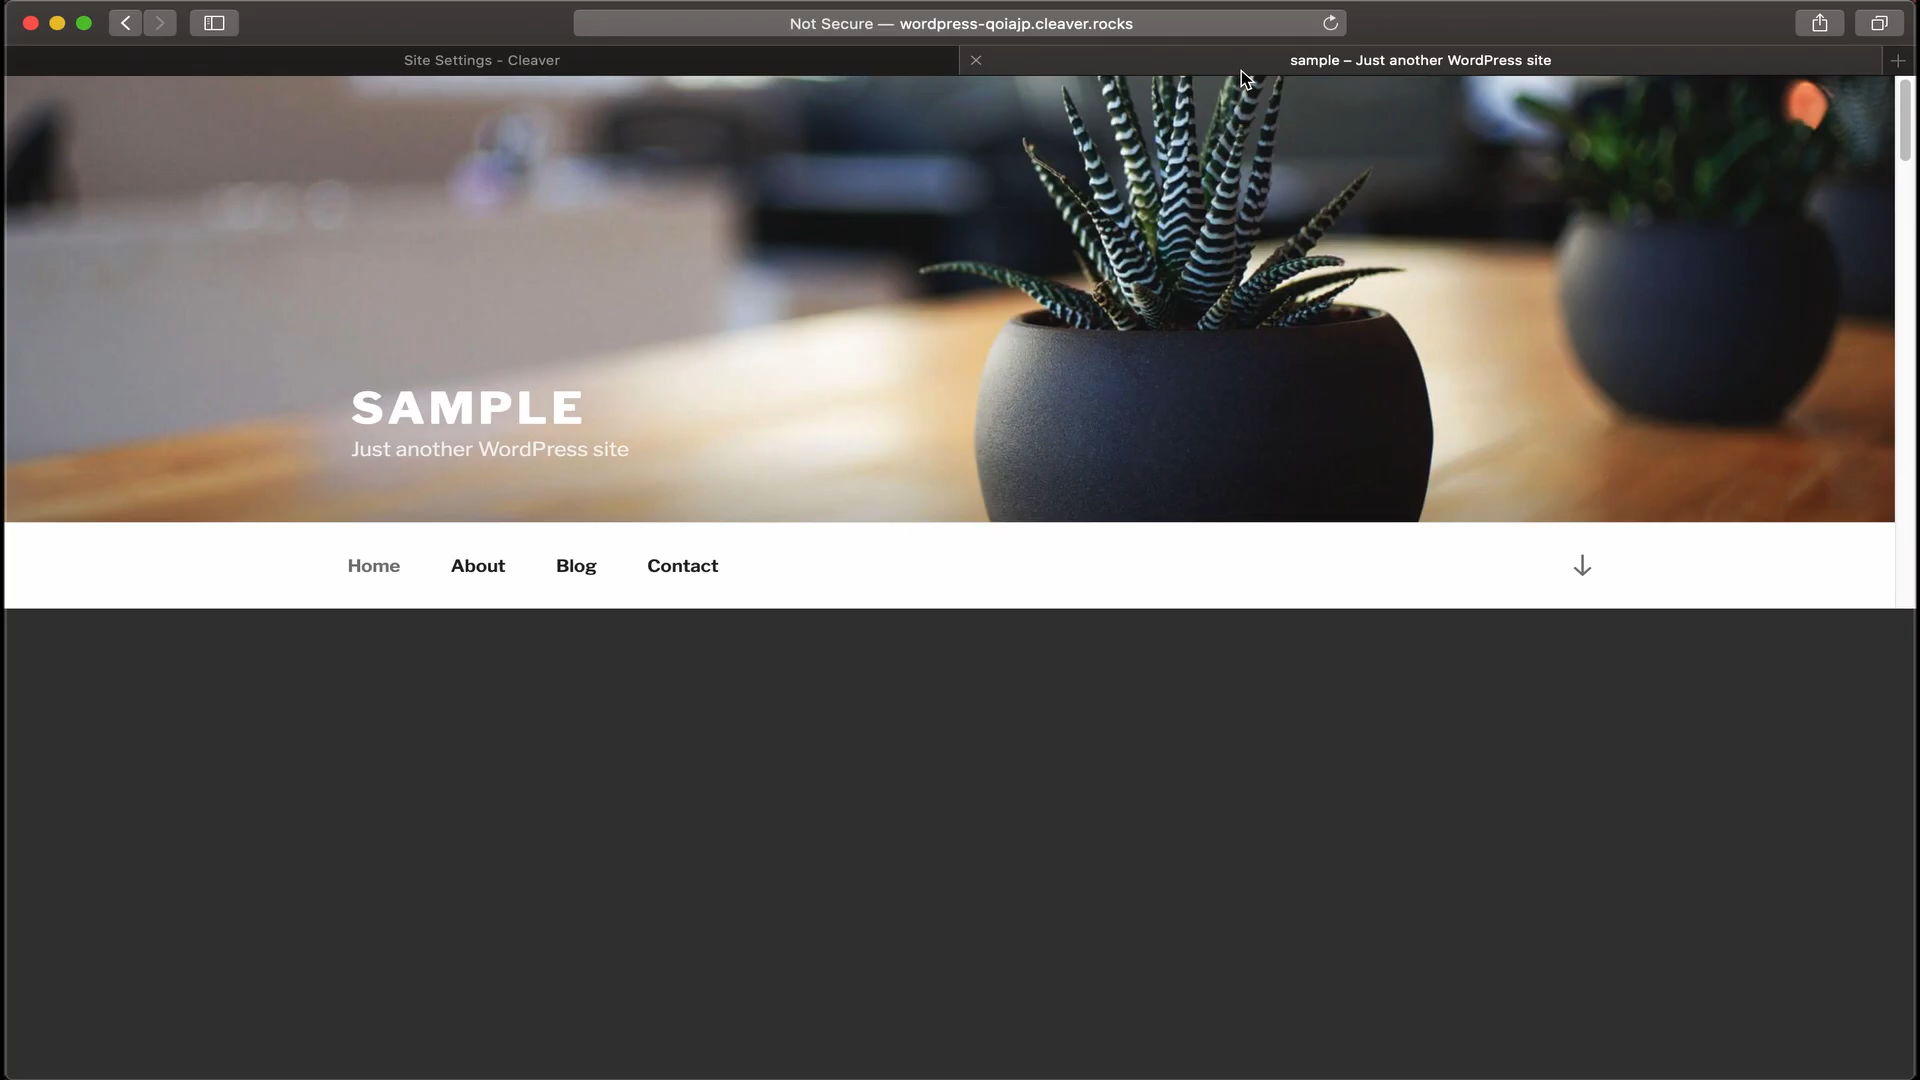 Not Secure — wordpress-qoiajp.cleaver.rocks
Site Settings - Cleaver
sample – Just another WordPress site
SAMPLE
Just another WordPress site
Home About Blog Contact